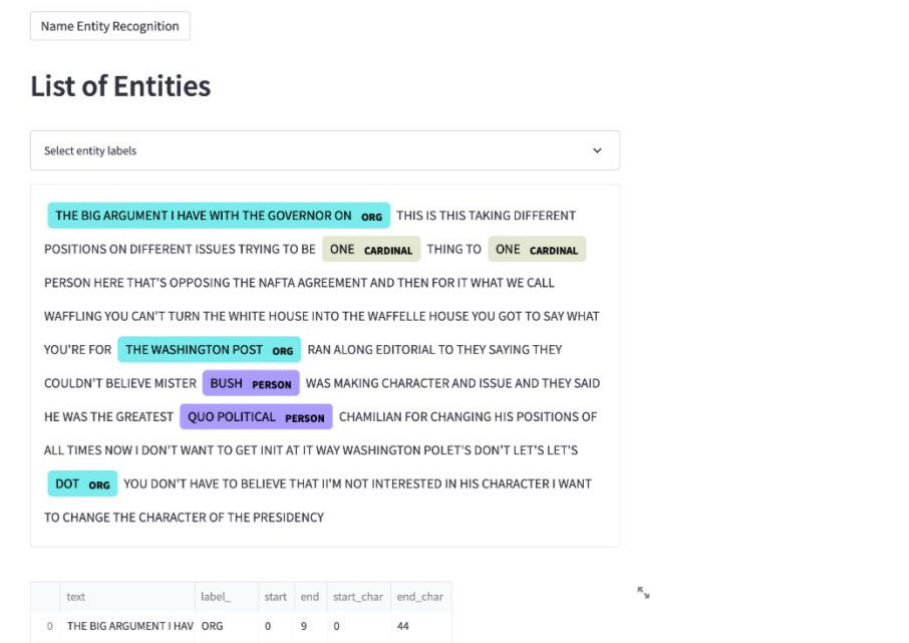 Name Entity Recognition
List of Entities
Select entity labels
THE BIG ARGUMENT I HAVE WITH THE GOVERNOR ON ORG THIS IS THIS TAKING DIFFERENT
POSITIONS ON DIFFERENT ISSUES TRYING TO BE ONE CARDINAL THING TO ONE CARDINAL
PERSON HERE THAT'S OPPOSING THE NAFTA AGREEMENT AND THEN FOR IT WHAT WE CALL
WAFFLING YOU CAN'T TURN THE WHITE HOUSE INTO THE WAFFELLE HOUSE YOU GOT TO SAY WHAT
YOU'RE FOR THE WASHINGTON POST ORG RAN ALONG EDITORIAL TO THEY SAYING THEY
COULDN'T BELIEVE MISTER BUSH PERSON WAS MAKING CHARACTER AND ISSUE AND THEY SAID
HE WAS THE GREATEST QUO POLITICAL PERSON CHAMILIAN FOR CHANGING HIS POSITIONS OF
ALL TIMES NOW I DON'T WANT TO GET INIT AT IT WAY WASHINGTON POLET'S DON'T LET'S LET'S
DOT ORG YOU DON'T HAVE TO BELIEVE THAT II'M NOT INTERESTED IN HIS CHARACTER I WANT
TO CHANGE THE CHARACTER OF THE PRESIDENCY
text label_ start end start_char end_char
0 THE BIG ARGUMENT I HAV ORG 0 9 0 44